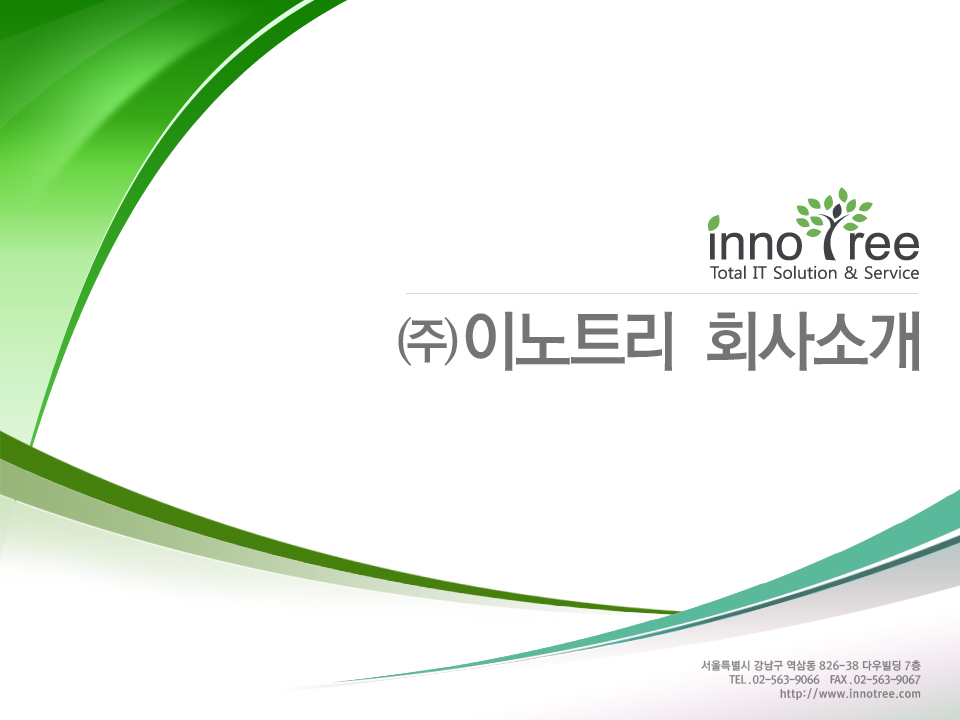 inno Tree
Total IT Solution & Service
㈜이노트리 회사소개
서울특별시 강남구 역삼동 826-38 다우빌딩 7층
TEL.02-563-9066 FAX.02-563-9067
http://www.innotree.com